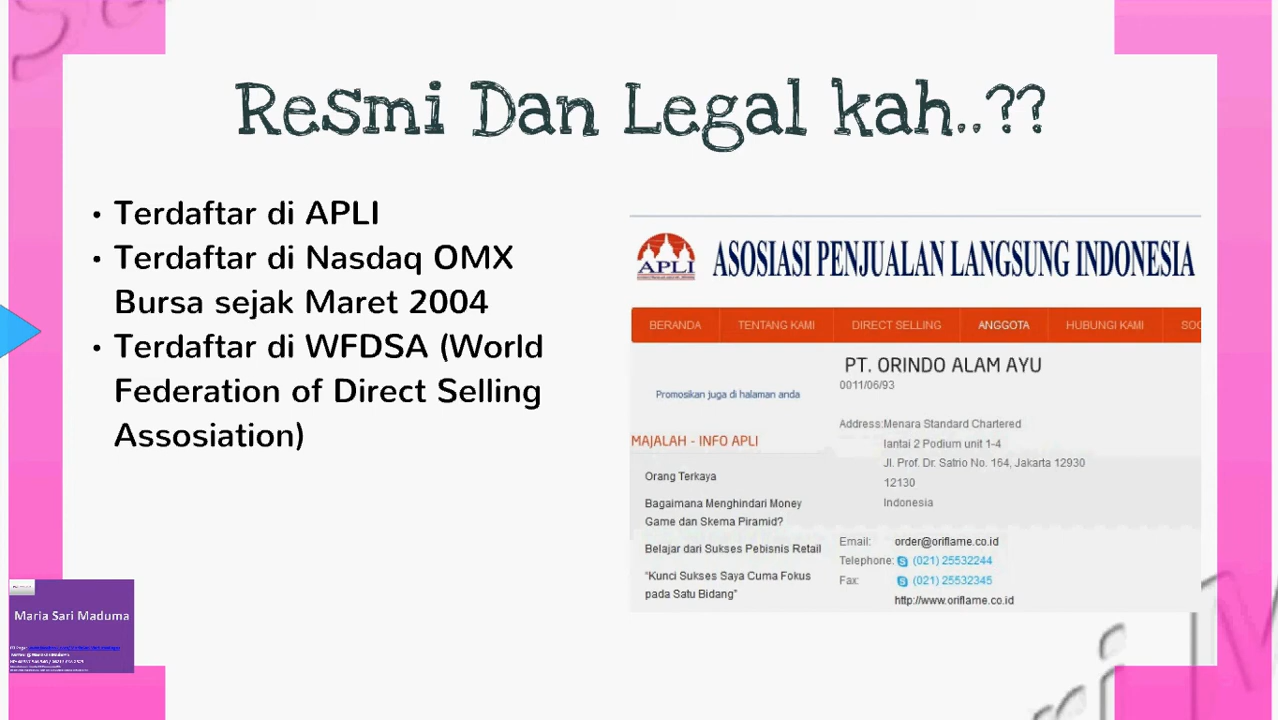 Resmi Dan Legal kah..??
• Terdaftar di APLI
• Terdaftar di Nasdaq OMX
Bursa sejak Maret 2004
• Terdaftar di WFDSA (World
Federation of Direct Selling
Assosiation)
APLI
ASOSIASI PENJUALAN LANGSUNG INDONESIA
BERANDA TENTANG KAMI DIRECT SELLING ANGGOTA HUBUNGI KAMI SOC
Promosikan juga di halaman anda
MAJALAH - INFO APLI
Orang Terkaya
Bagaimana Menghindari Money
Game dan Skema Piramid?
Belajar dari Sukses Pebisnis Retail
"Kunci Sukses Saya Cuma Fokus
pada Satu Bidang"
PT. ORINDO ALAM AYU
0011/06/93
Address:Menara Standard Chartered
lantai 2 Podium unit 1-4
Jl. Prof. Dr. Satrio No. 164, Jakarta 12930
12130
Indonesia
Email: order@oriflame.co.id
Telephone: (021) 25532244
Fax: (021) 25532345
http://www.oriflame.co.id
Maria Sari Maduma